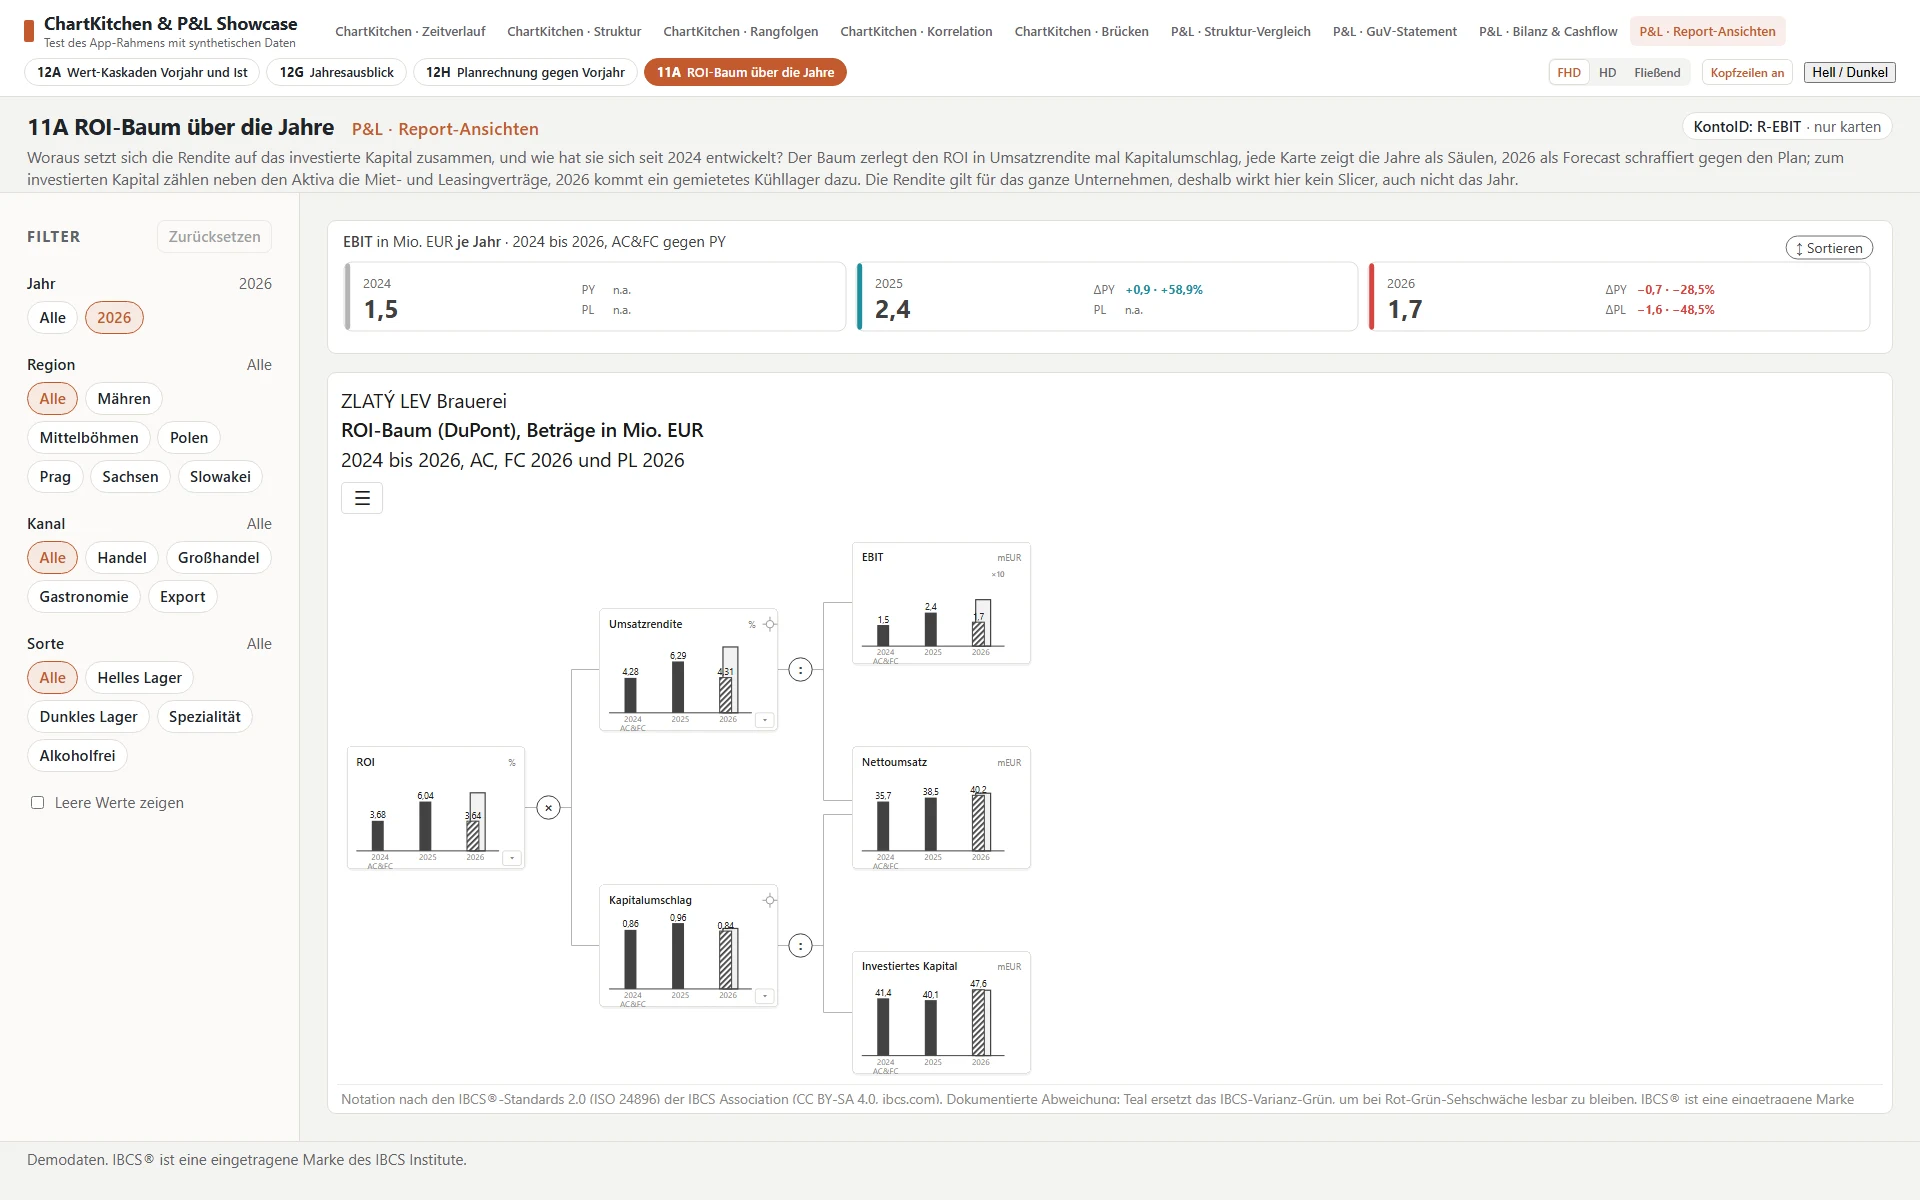 ChartKitchen & P&L Showcase
Test des App-Rahmens mit synthetischen Daten
ChartKitchen · Zeitverlauf
ChartKitchen · Struktur
ChartKitchen · Rangfolgen
ChartKitchen · Korrelation
ChartKitchen · Brücken
P&L · Struktur-Vergleich
P&L · GuV-Statement
P&L · Bilanz & Cashflow
P&L · Report-Ansichten
12A Wert-Kaskaden Vorjahr und Ist
12G Jahresausblick
12H Planrechnung gegen Vorjahr
11A ROI-Baum über die Jahre
FHD
HD
Fließend
Kopfzeilen an
Hell / Dunkel
11A ROI-Baum über die Jahre P&L · Report-Ansichten
KontoID: R-EBIT · nur karten
Woraus setzt sich die Rendite auf das investierte Kapital zusammen, und wie hat sie sich seit 2024 entwickelt? Der Baum zerlegt den ROI in Umsatzrendite mal Kapitalumschlag, jede Karte zeigt die Jahre als Säulen, 2026 als Forecast schraffiert gegen den Plan; zum
investierten Kapital zählen neben den Aktiva die Miet- und Leasingverträge, 2026 kommt ein gemietetes Kühllager dazu. Die Rendite gilt für das ganze Unternehmen, deshalb wirkt hier kein Slicer, auch nicht das Jahr.
FILTER
Zurücksetzen
Jahr 2026
Alle 2026
Region Alle
Alle Mähren
Mittelböhmen Polen
Prag Sachsen Slowakei
Kanal Alle
Alle Handel Großhandel
Gastronomie Export
Sorte Alle
Alle Helles Lager
Dunkles Lager Spezialität
Alkoholfrei
Leere Werte zeigen
EBIT in Mio. EUR je Jahr · 2024 bis 2026, AC&FC gegen PY
↕ Sortieren
2024
1,5
PY n.a.
PL n.a.
2025
2,4
ΔPY +0,9 · +58,9%
PL n.a.
2026
1,7
ΔPY −0,7 · −28,5%
ΔPL −1,6 · −48,5%
ZLATÝ LEV Brauerei
ROI-Baum (DuPont), Beträge in Mio. EUR
2024 bis 2026, AC, FC 2026 und PL 2026
☰
ROI %
3,68 6,04 3,64
2024 2025 2026
AC&FC
×
Umsatzrendite %
4,28 6,29 4,31
2024 2025 2026
AC&FC
:
Kapitalumschlag
0,86 0,96 0,84
2024 2025 2026
AC&FC
:
EBIT mEUR
×10
1,5 2,4 1,7
2024 2025 2026
AC&FC
Nettoumsatz mEUR
35,7 38,5 40,2
2024 2025 2026
AC&FC
Investiertes Kapital mEUR
41,4 40,1 47,6
2024 2025 2026
AC&FC
Notation nach den IBCS®-Standards 2.0 (ISO 24896) der IBCS Association (CC BY-SA 4.0, ibcs.com). Dokumentierte Abweichung: Teal ersetzt das IBCS-Varianz-Grün, um bei Rot-Grün-Sehschwäche lesbar zu bleiben. IBCS® ist eine eingetragene Marke
Demodaten. IBCS® ist eine eingetragene Marke des IBCS Institute.